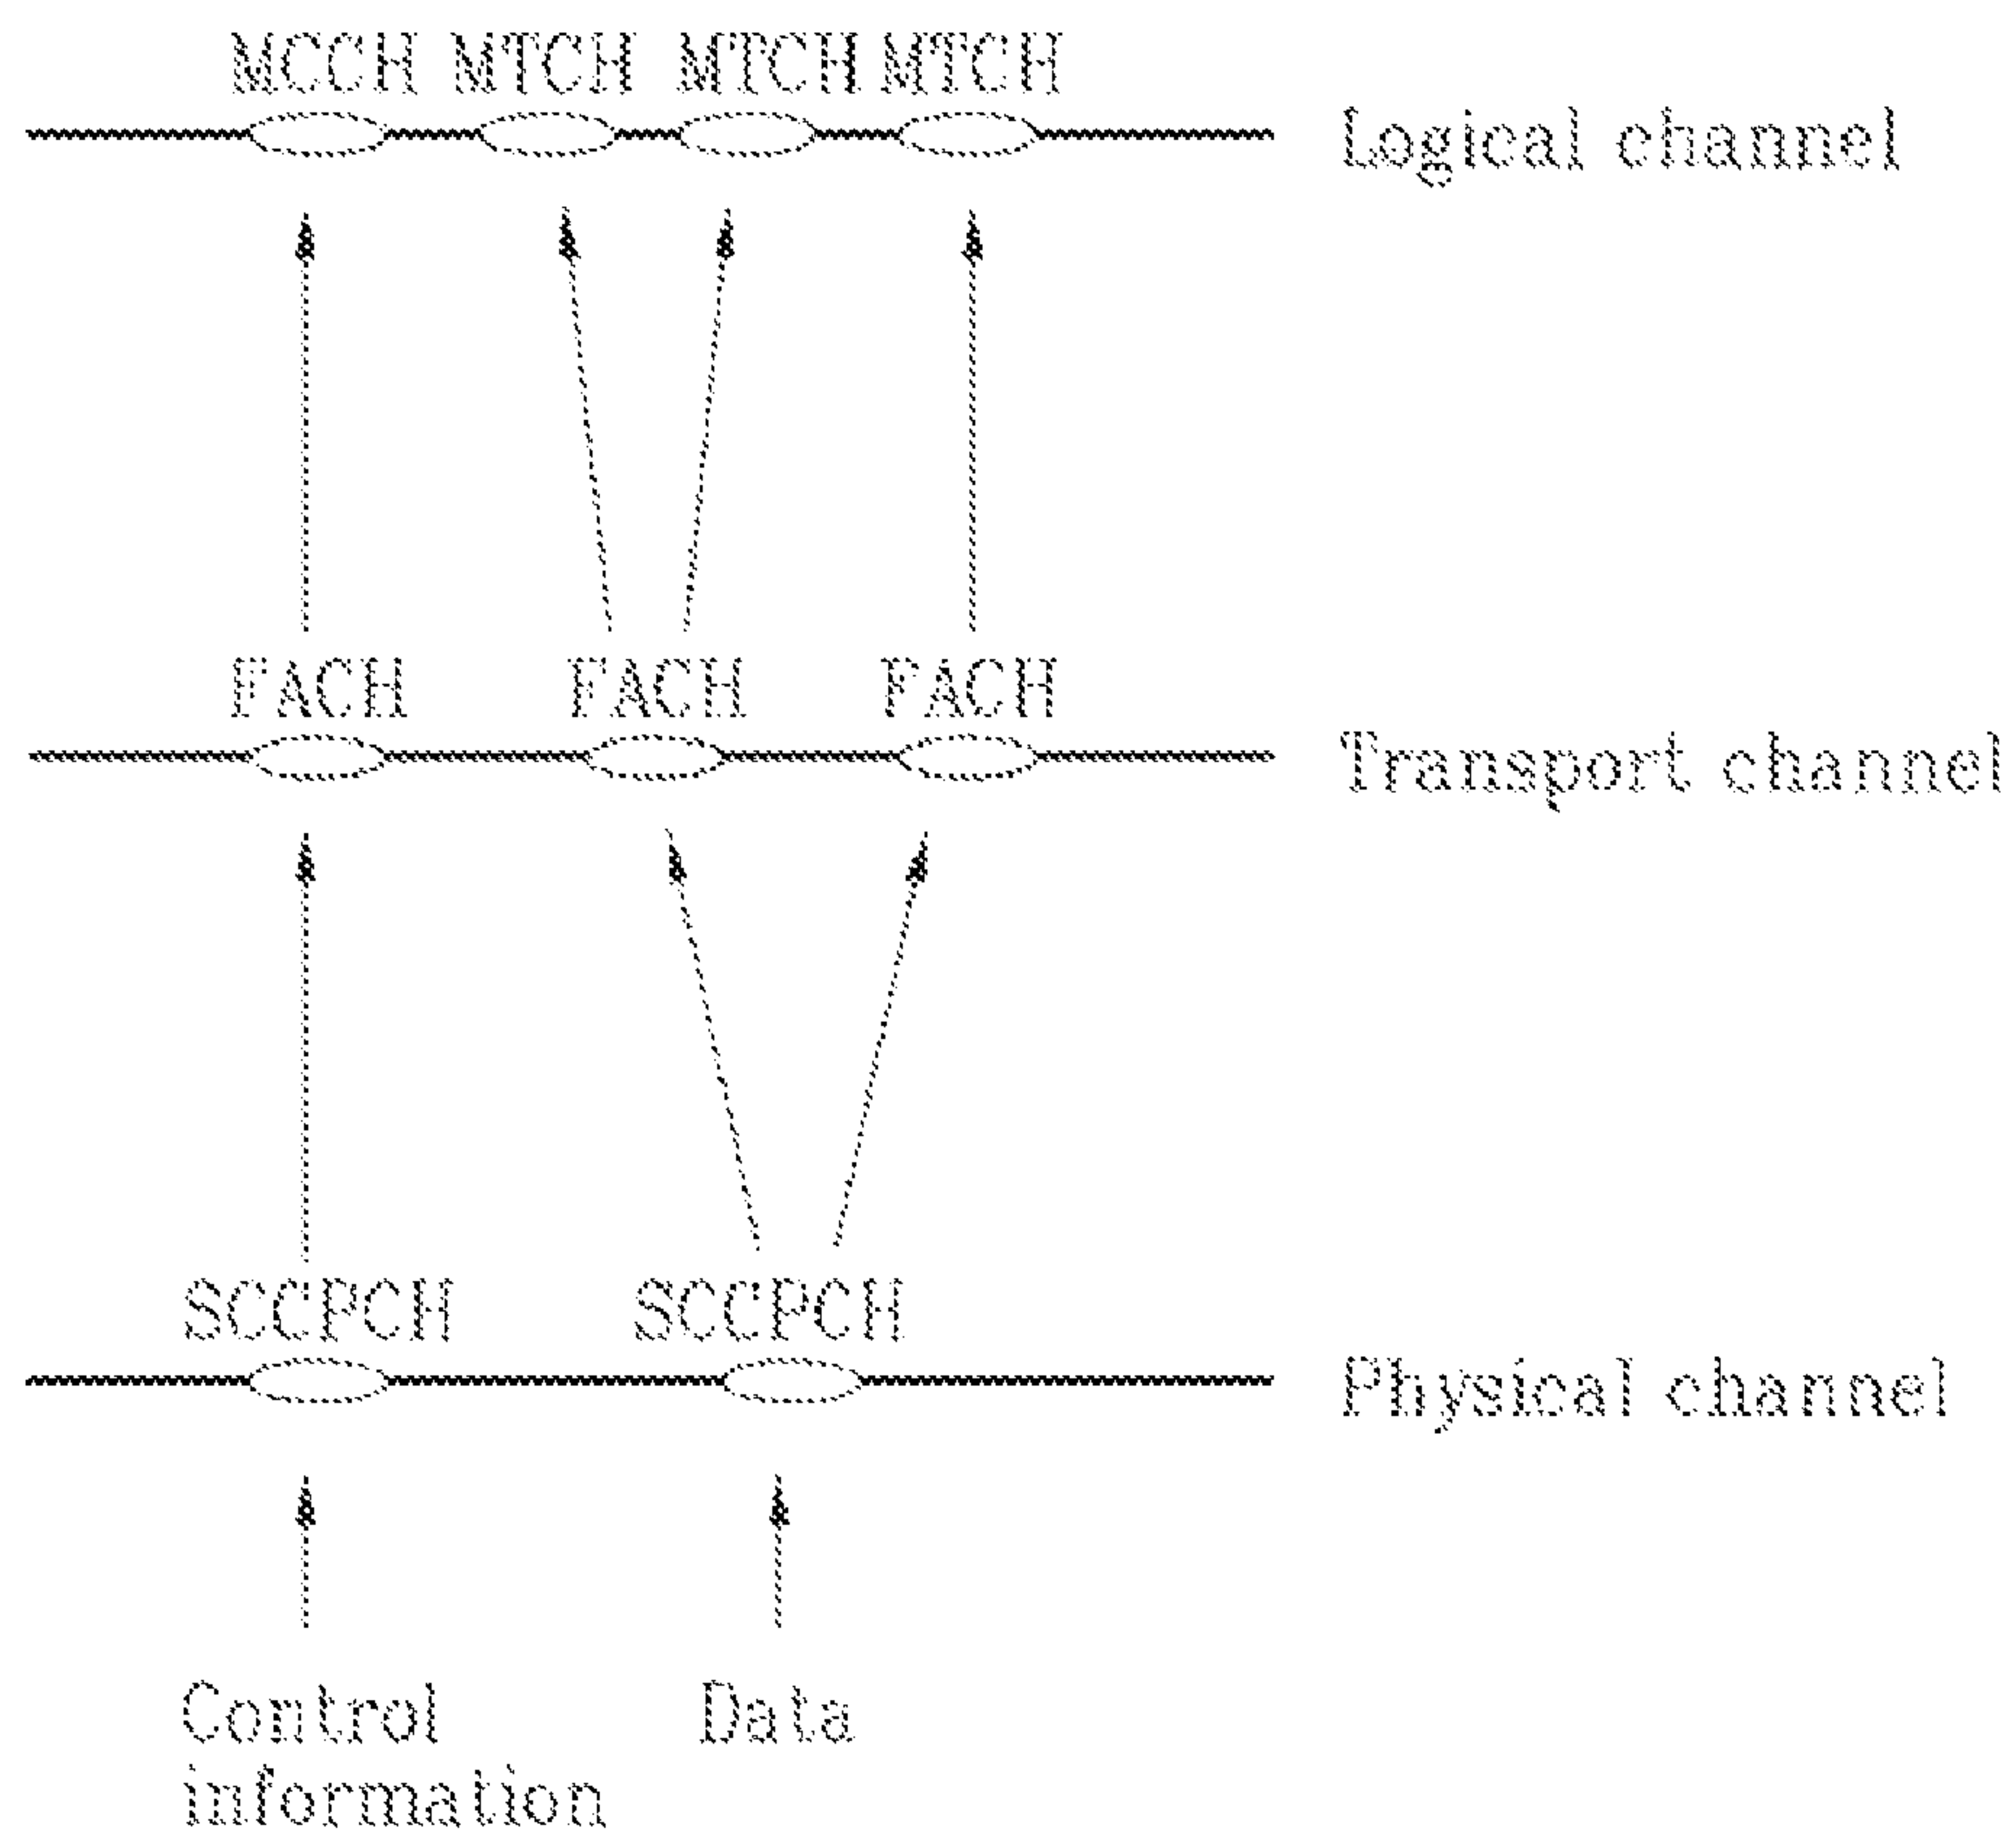 MCCH MTCH MTCH MTCH
Logical channel
FACH FACH FACH
Transport channel
SCCPCH SCCPCH
Physical channel
Control
information
Data